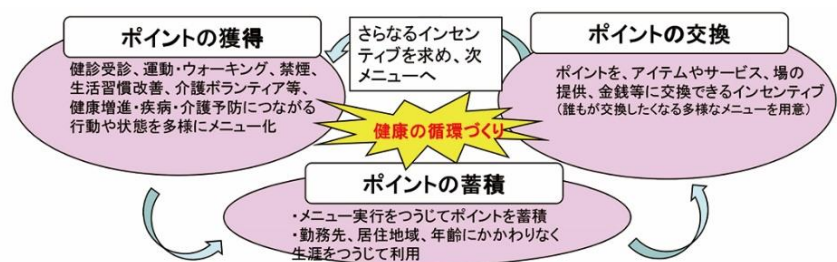 ポイントの獲得
健診受診、運動・ウォーキング、禁煙、
生活習慣改善、介護ボランティア等、
健康増進・疾病・介護予防につながる
行動や状態を多様にメニュー化
さらなるインセン
ティブを求め、次
メニューへ
ポイントの交換
ポイントを、アイテムやサービス、場の
提供、金銭等に交換できるインセンティブ
(誰もが交換したくなる多様なメニューを用意)
健康の循環づくり
ポイントの蓄積
・メニュー実行をつうじてポイントを蓄積
・勤務先、居住地域、年齢にかかわりなく
生涯をつうじて利用